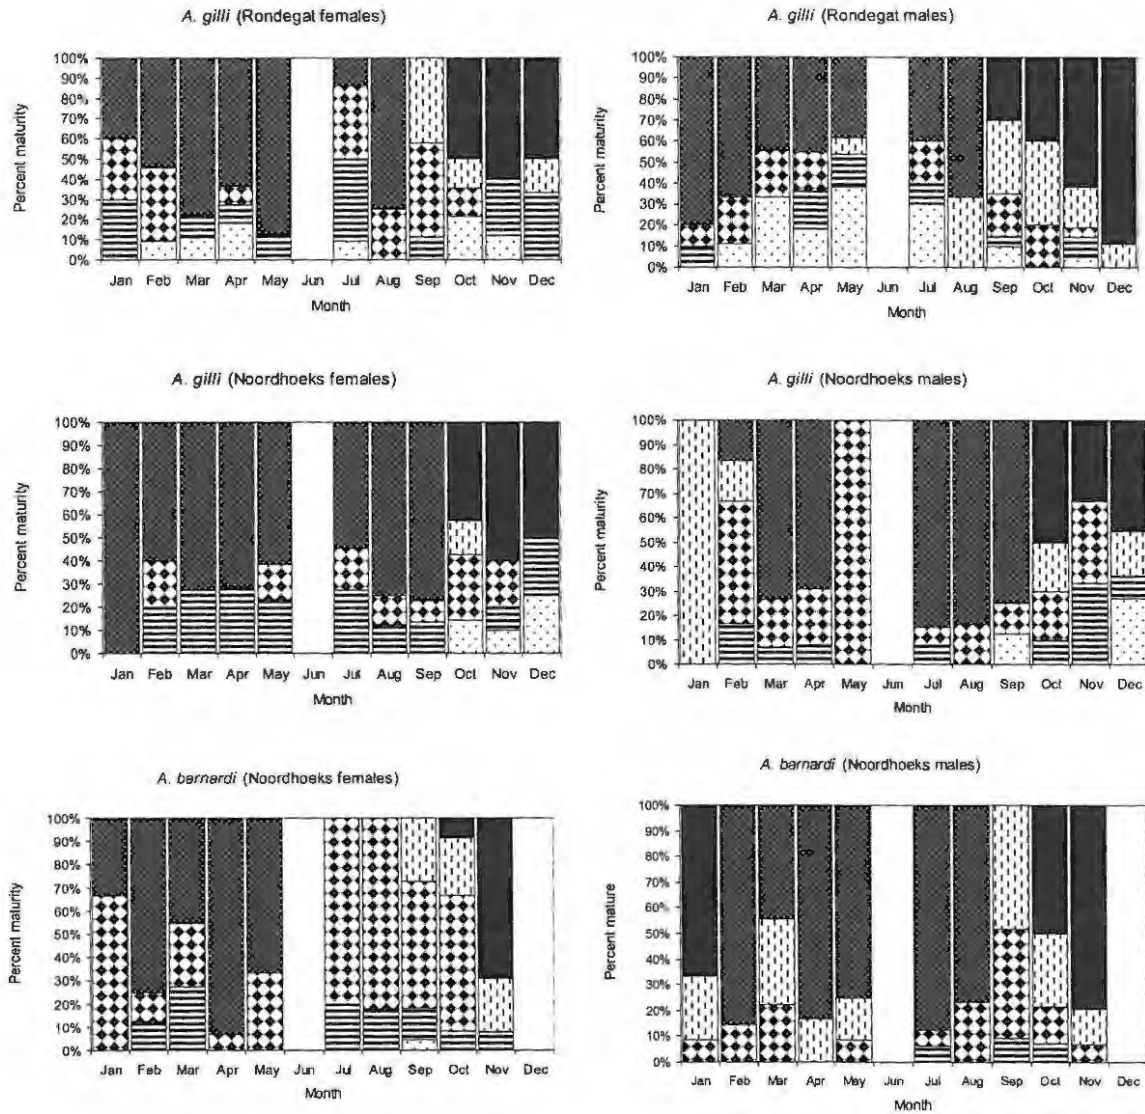 A. gilli (Rondegat females)
100%
90%
80%
70%
60%
50%
40%
30%
20%
10%
0%
Percent maturity
Jan Feb Mar Apr May Jun Jul Aug Sep Oct Nov Dec
Month
A. gilli (Rondegat males)
100%
90%
80%
70%
60%
50%
40%
30%
20%
10%
0%
Percent maturity
Jan Feb Mar Apr May Jun Jul Aug Sep Oct Nov Dec
Month
A. gilli (Noordhoeks females)
100%
90%
80%
70%
60%
50%
40%
30%
20%
10%
0%
Percent maturity
Jan Feb Mar Apr May Jun Jul Aug Sep Oct Nov Dec
Month
A. gilli (Noordhoeks males)
100%
90%
80%
70%
60%
50%
40%
30%
20%
10%
0%
Percent maturity
Jan Feb Mar Apr May Jun Jul Aug Sep Oct Nov Dec
Month
A. barnardi (Noordhoeks females)
100%
90%
80%
70%
60%
50%
40%
30%
20%
10%
0%
Percent maturity
Jan Feb Mar Apr May Jun Jul Aug Sep Oct Nov Dec
Month
A. barnardi (Noordhoeks males)
100%
90%
80%
70%
60%
50%
40%
30%
20%
10%
0%
Percent mature
Jan Feb Mar Apr May Jun Jul Aug Sep Oct Nov Dec
Month